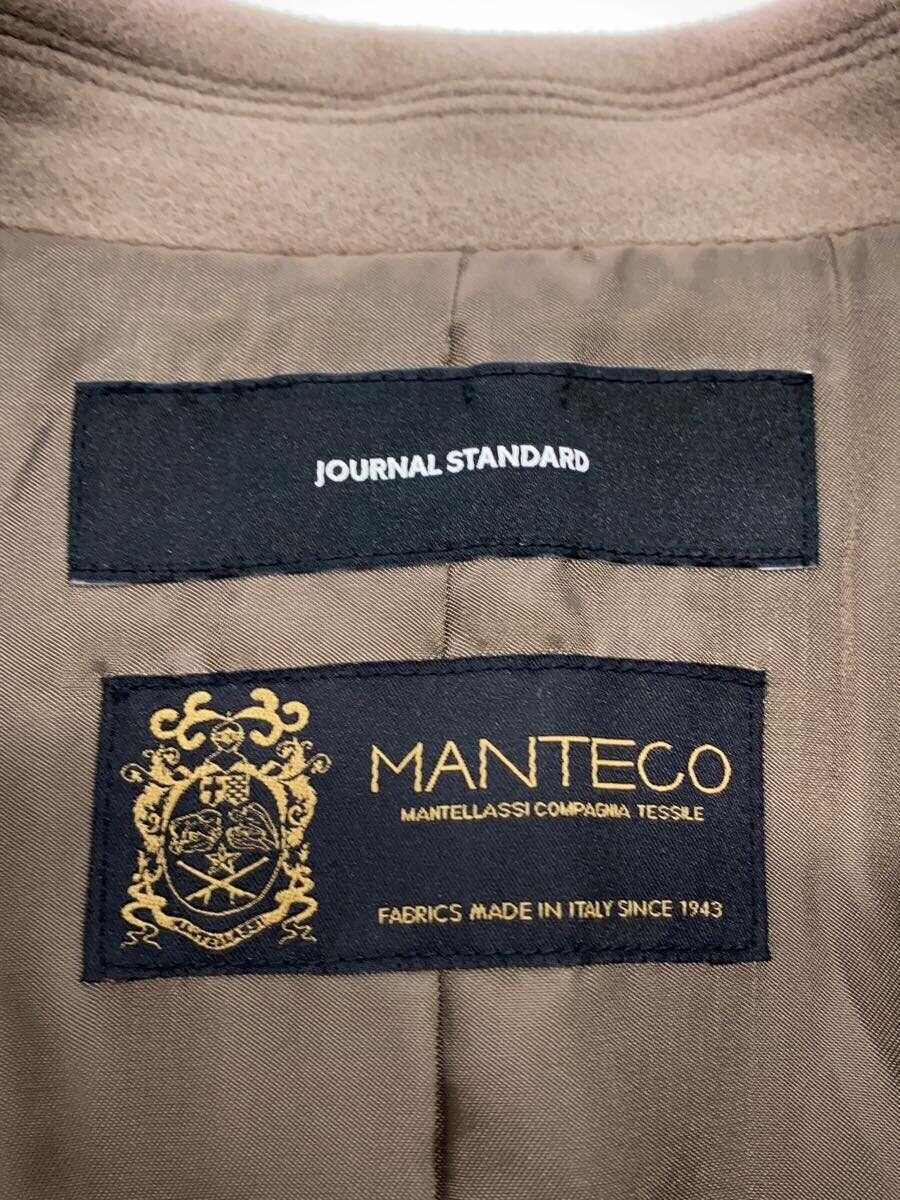 JOURNAL STANDARD
MANTECO
MANTELLASSI COMPAGNIA TESSILE
FABRICS MADE IN ITALY SINCE 1943